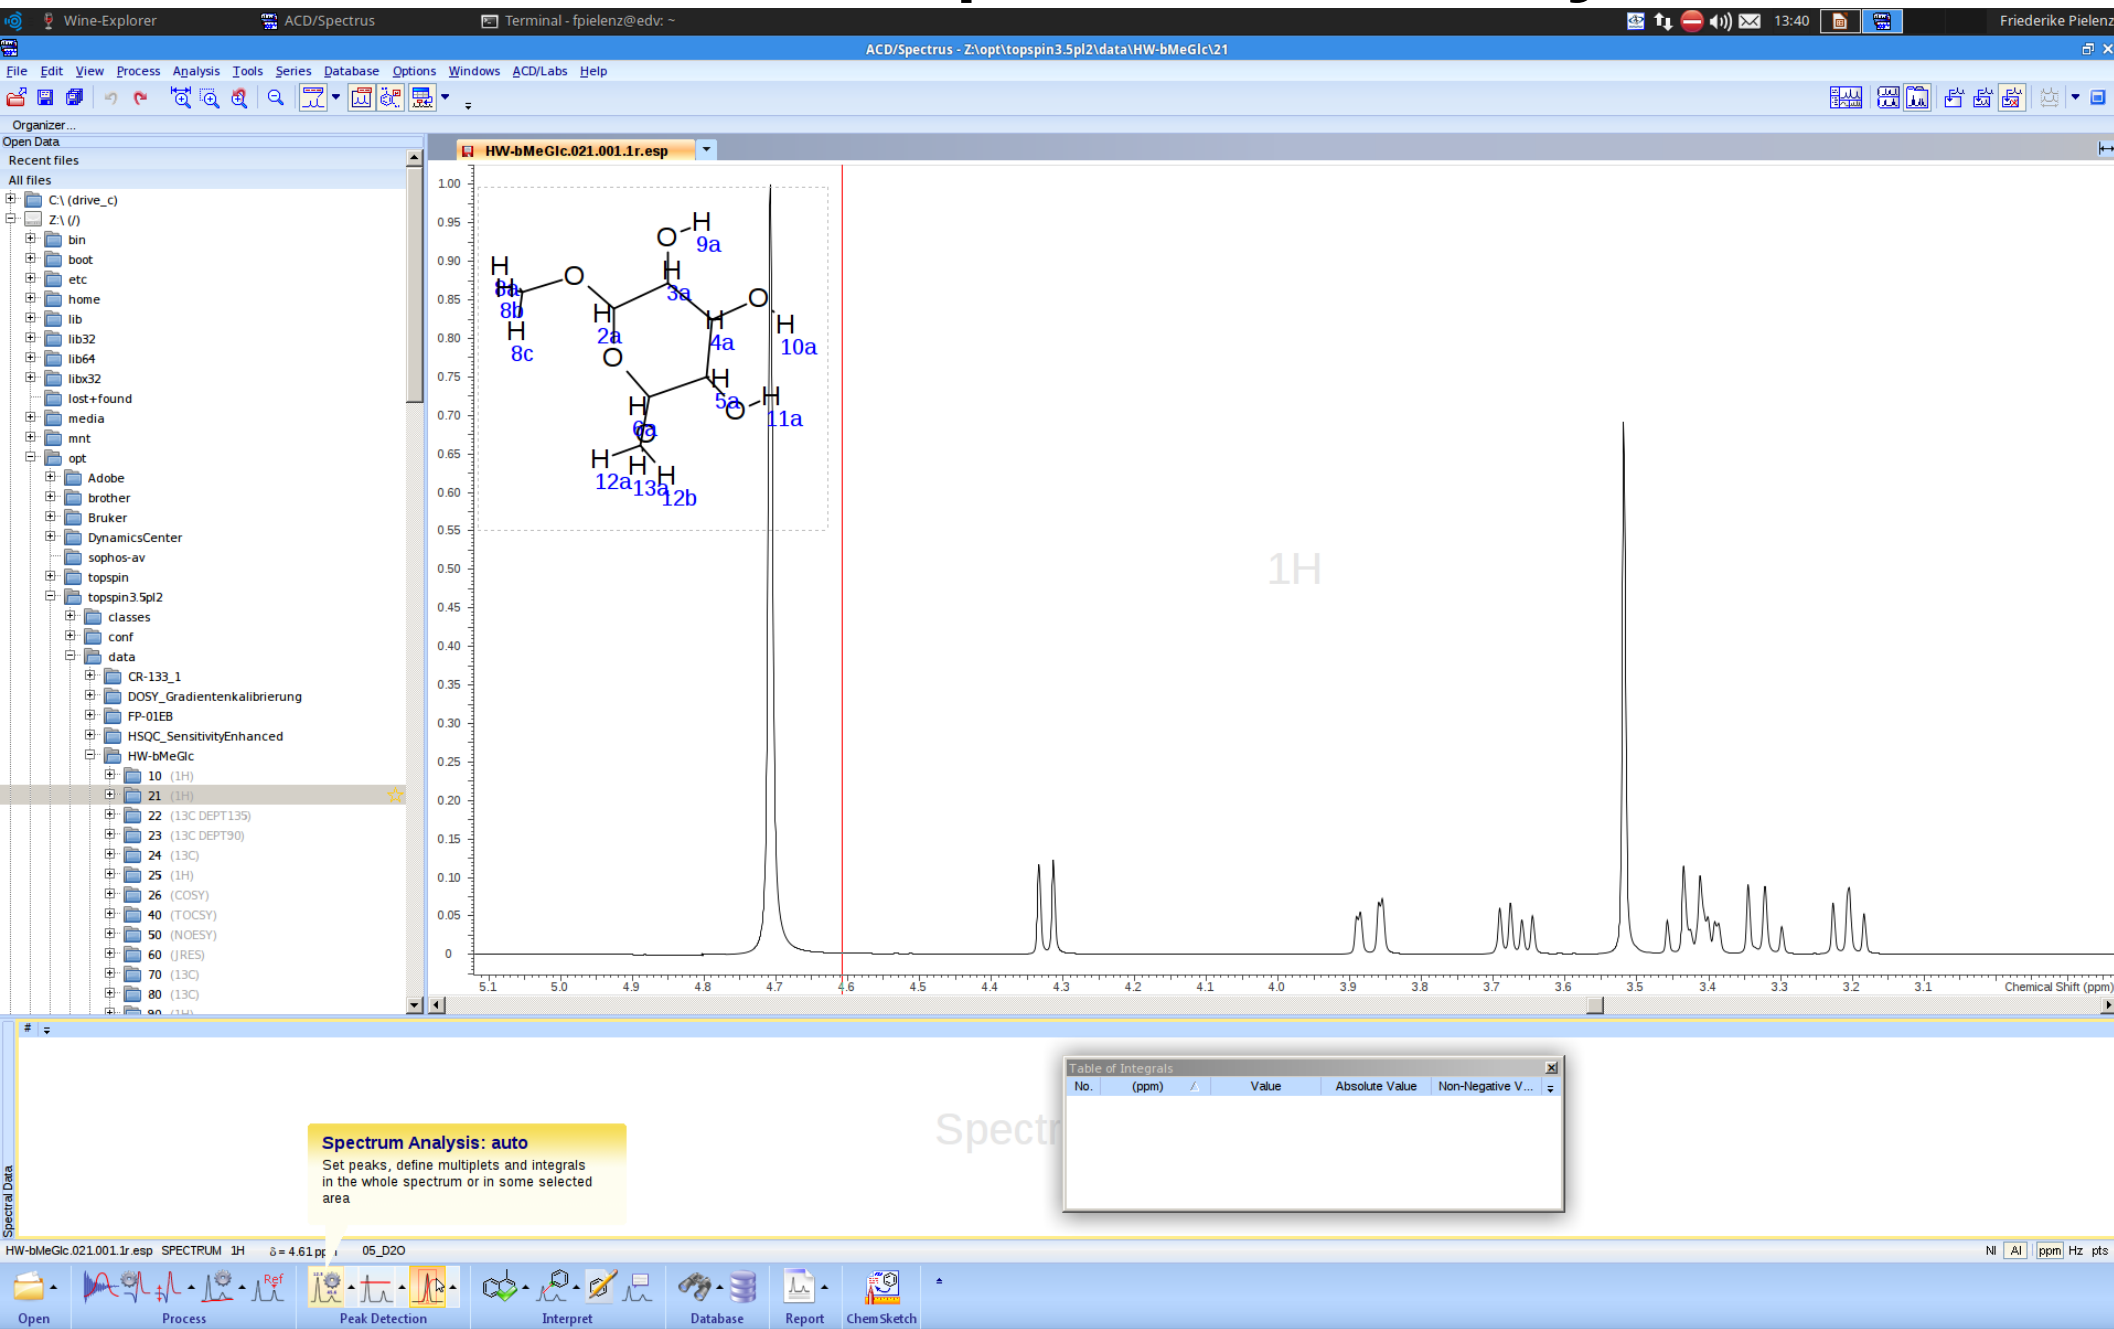 Wine-Explorer ACD/Spectrus Terminal - fpielenz@edv: ~ 13:40 Friederike Pielenz
ACD/Spectrus - Z:\opt\topspin3.5pl2\data\HW-bMeGlc\21
File Edit View Process Analysis Tools Series Database Options Windows ACD/Labs Help
Organizer...
Open Data
Recent files
All files
C:\ (drive_c)
Z:\ (/)
bin
boot
etc
home
lib
lib32
lib64
libx32
lost+found
media
mnt
opt
Adobe
brother
Bruker
DynamicsCenter
sophos-av
topspin
topspin3.5pl2
classes
conf
data
CR-133_1
DOSY_Gradientenkalibrierung
FP-01EB
HSQC_SensitivityEnhanced
HW-bMeGlc
10 (1H)
21 (1H)
22 (13C DEPT135)
23 (13C DEPT90)
24 (13C)
25 (1H)
26 (COSY)
40 (TOCSY)
50 (NOESY)
60 (JRES)
70 (13C)
80 (13C)
90 (1H)
HW-bMeGlc.021.001.1r.esp
1.00
0.95
0.90
0.85
0.80
0.75
0.70
0.65
0.60
0.55
0.50
0.45
0.40
0.35
0.30
0.25
0.20
0.15
0.10
0.05
0
O H
9a
H O H
H 8a 3a O
8b H H H
H 2a 4a 10a
8c O
H
H 5a O H
6a 11a
O
H H H
12a 13a 12b
1H
5.1 5.0 4.9 4.8 4.7 4.6 4.5 4.4 4.3 4.2 4.1 4.0 3.9 3.8 3.7 3.6 3.5 3.4 3.3 3.2 3.1 Chemical Shift (ppm)
#
Spectral Data
Spectr
Table of Integrals
No. (ppm) Value Absolute Value Non-Negative V...
Spectrum Analysis: auto
Set peaks, define multiplets and integrals
in the whole spectrum or in some selected
area
HW-bMeGlc.021.001.1r.esp SPECTRUM 1H δ = 4.61 pp 05_D2O NI AI ppm Hz pts
Ref
Open Process Peak Detection Interpret Database Report ChemSketch